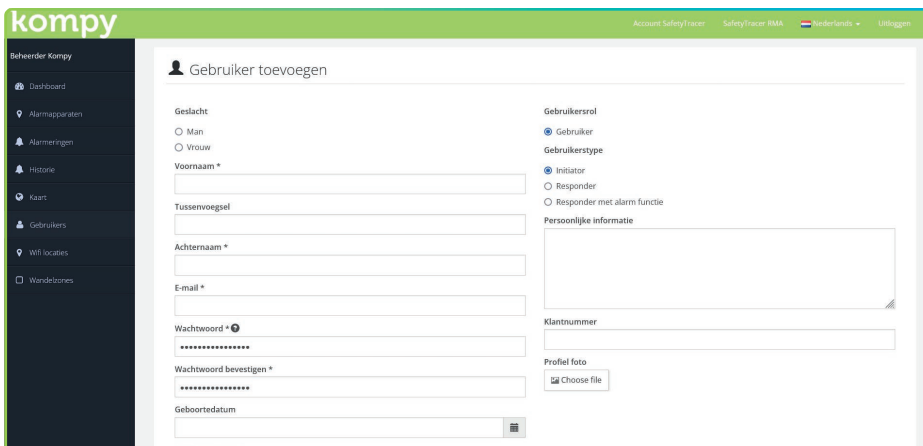 kompy
Account SafetyTracer SafetyTracer RMA Nederlands Uitloggen
Beheerder Kompy
Dashboard
Alarmapparaten
Alarmeringen
Historie
Kaart
Gebruikers
Wifi locaties
Wandelzones
Gebruiker toevoegen
Geslacht
Man
Vrouw
Voornaam *
Tussenvoegsel
Achternaam *
E-mail *
Wachtwoord * ?
••••••••••••••••
Wachtwoord bevestigen *
••••••••••••••••
Geboortedatum
Gebruikersrol
Gebruiker
Gebruikerstype
Initiator
Responder
Responder met alarm functie
Persoonlijke informatie
Klantnummer
Profiel foto
Choose file